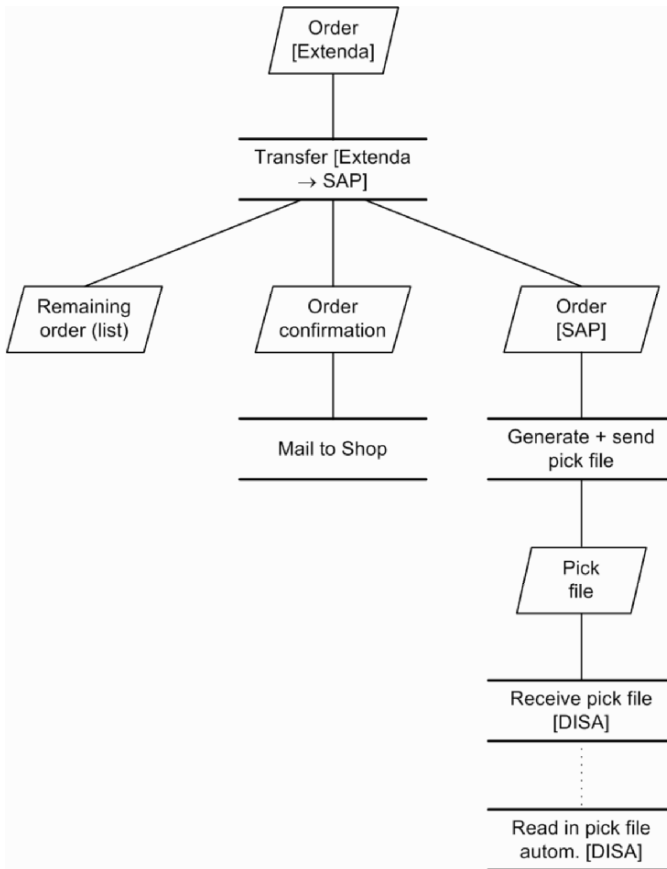 Order
[Extenda]
Transfer [Extenda
→ SAP]
Remaining
order (list)
Order
confirmation
Order
[SAP]
Mail to Shop
Generate + send
pick file
Pick
file
Receive pick file
[DISA]
Read in pick file
autom. [DISA]